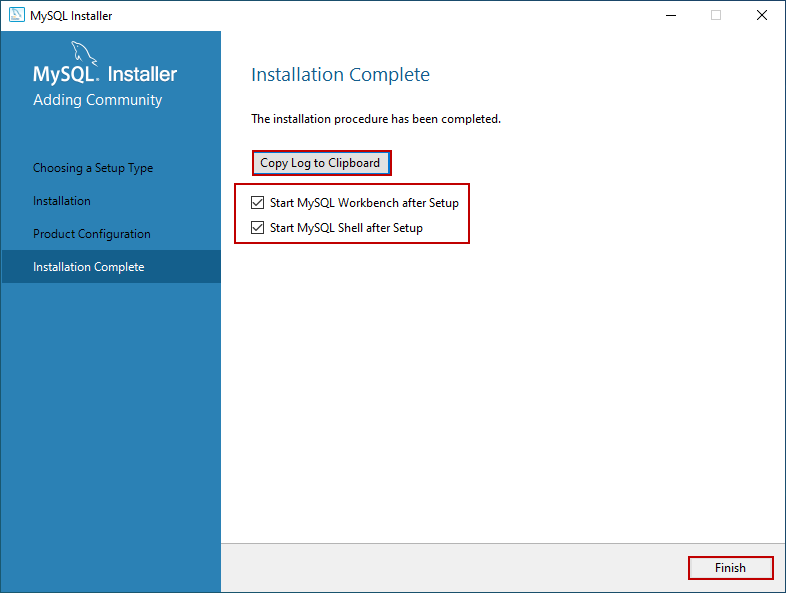 MySQL Installer
MySQL. Installer
Adding Community
Choosing a Setup Type
Installation
Product Configuration
Installation Complete
Installation Complete
The installation procedure has been completed.
Copy Log to Clipboard
Start MySQL Workbench after Setup
Start MySQL Shell after Setup
Finish